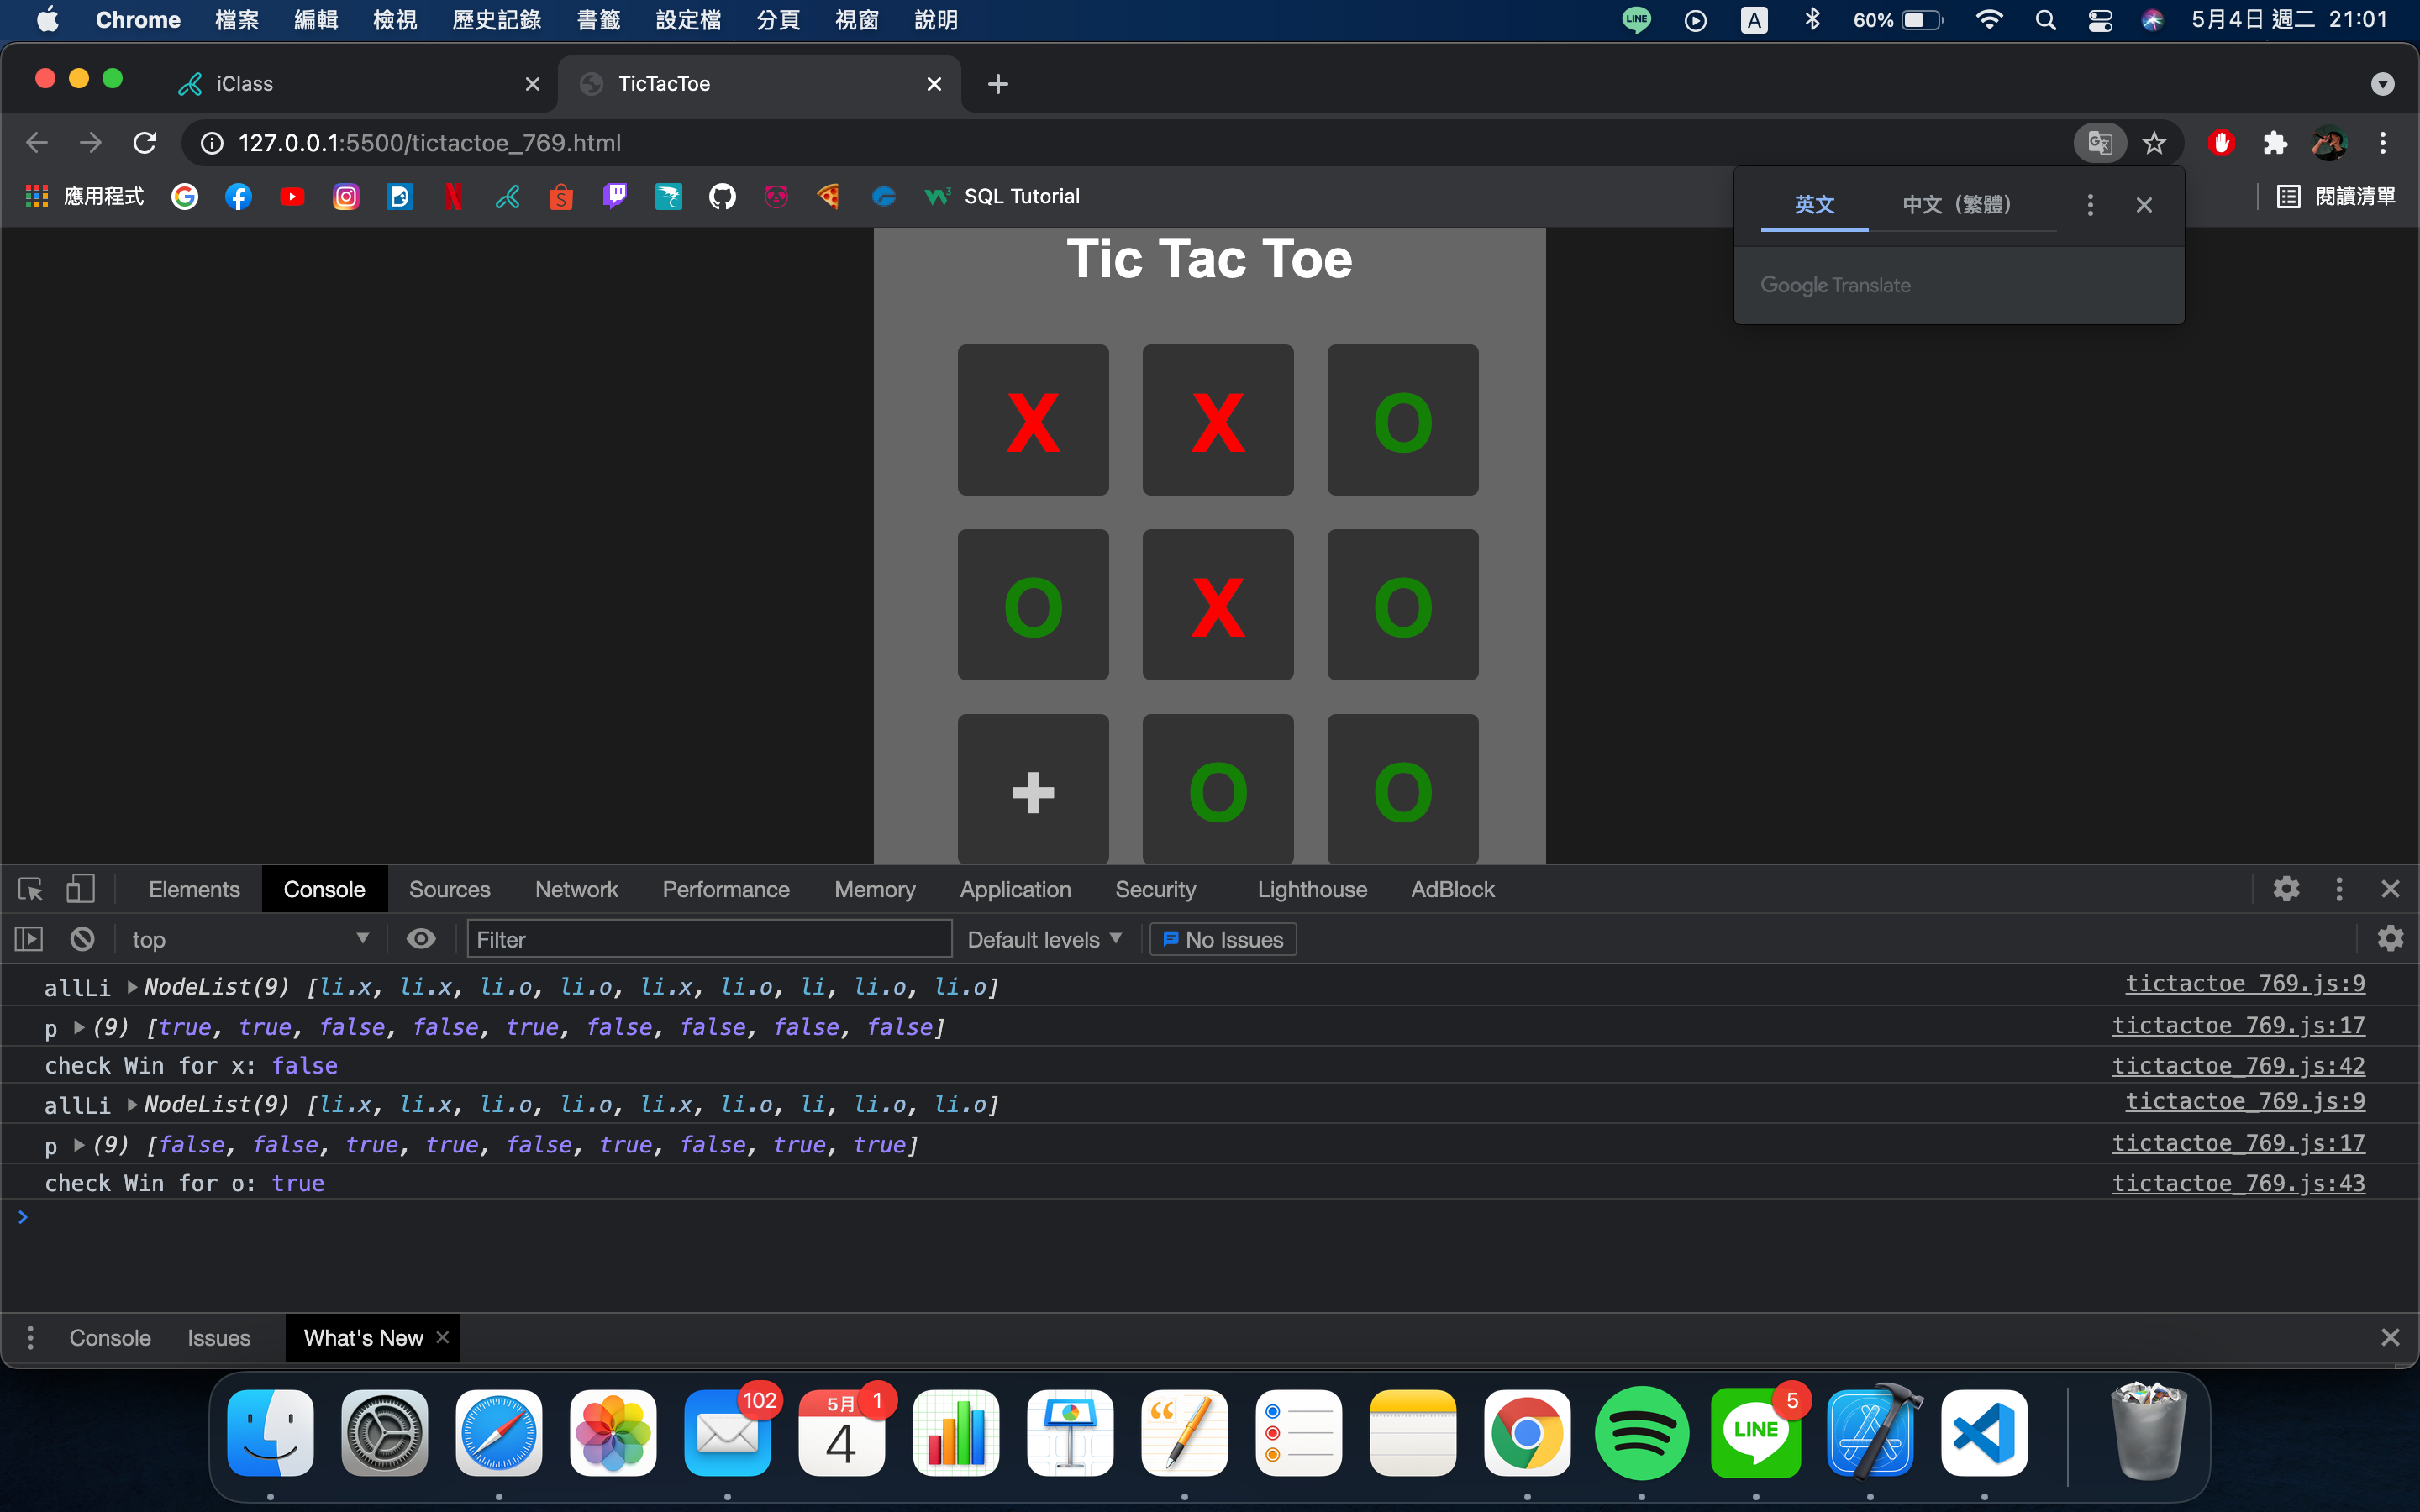 Chrome 檔案 編輯 檢視 歷史記錄 書籤 設定檔 分頁 視窗 說明 LINE A 60% 5月4日 週二 21:01
iClass TicTacToe
127.0.0.1:5500/tictactoe_769.html
應用程式 SQL Tutorial 閱讀清單
英文 中文（繁體）
Google Translate
Tic Tac Toe
X X O
O X O
+ O O
Elements Console Sources Network Performance Memory Application Security Lighthouse AdBlock
top Filter Default levels No Issues
allLi NodeList(9) [li.x, li.x, li.o, li.o, li.x, li.o, li, li.o, li.o] tictactoe_769.js:9
p (9) [true, true, false, false, true, false, false, false, false] tictactoe_769.js:17
check Win for x: false tictactoe_769.js:42
allLi NodeList(9) [li.x, li.x, li.o, li.o, li.x, li.o, li, li.o, li.o] tictactoe_769.js:9
p (9) [false, false, true, true, false, true, false, true, true] tictactoe_769.js:17
check Win for o: true tictactoe_769.js:43
Console Issues What's New
102 5月 4 1 LINE 5